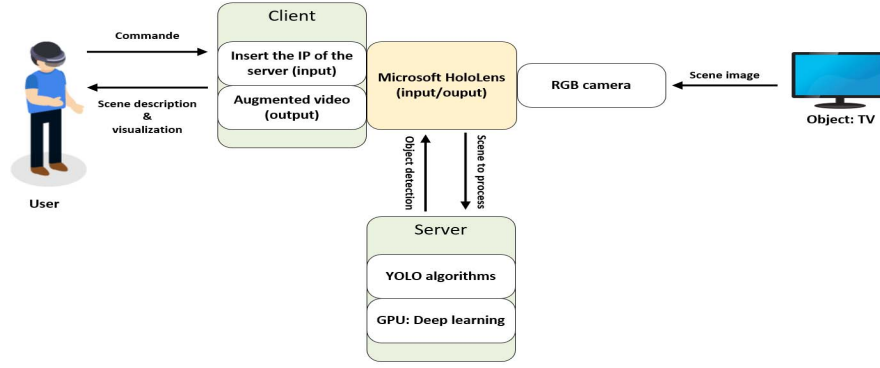 Client
Commande
Insert the IP of the
server (input)
Augmented video
(output)
Scene description
&
visualization
User
Microsoft HoloLens
(input/ouput)
RGB camera
Scene image
Object: TV
Object detection
Scene to process
Server
YOLO algorithms
GPU: Deep learning